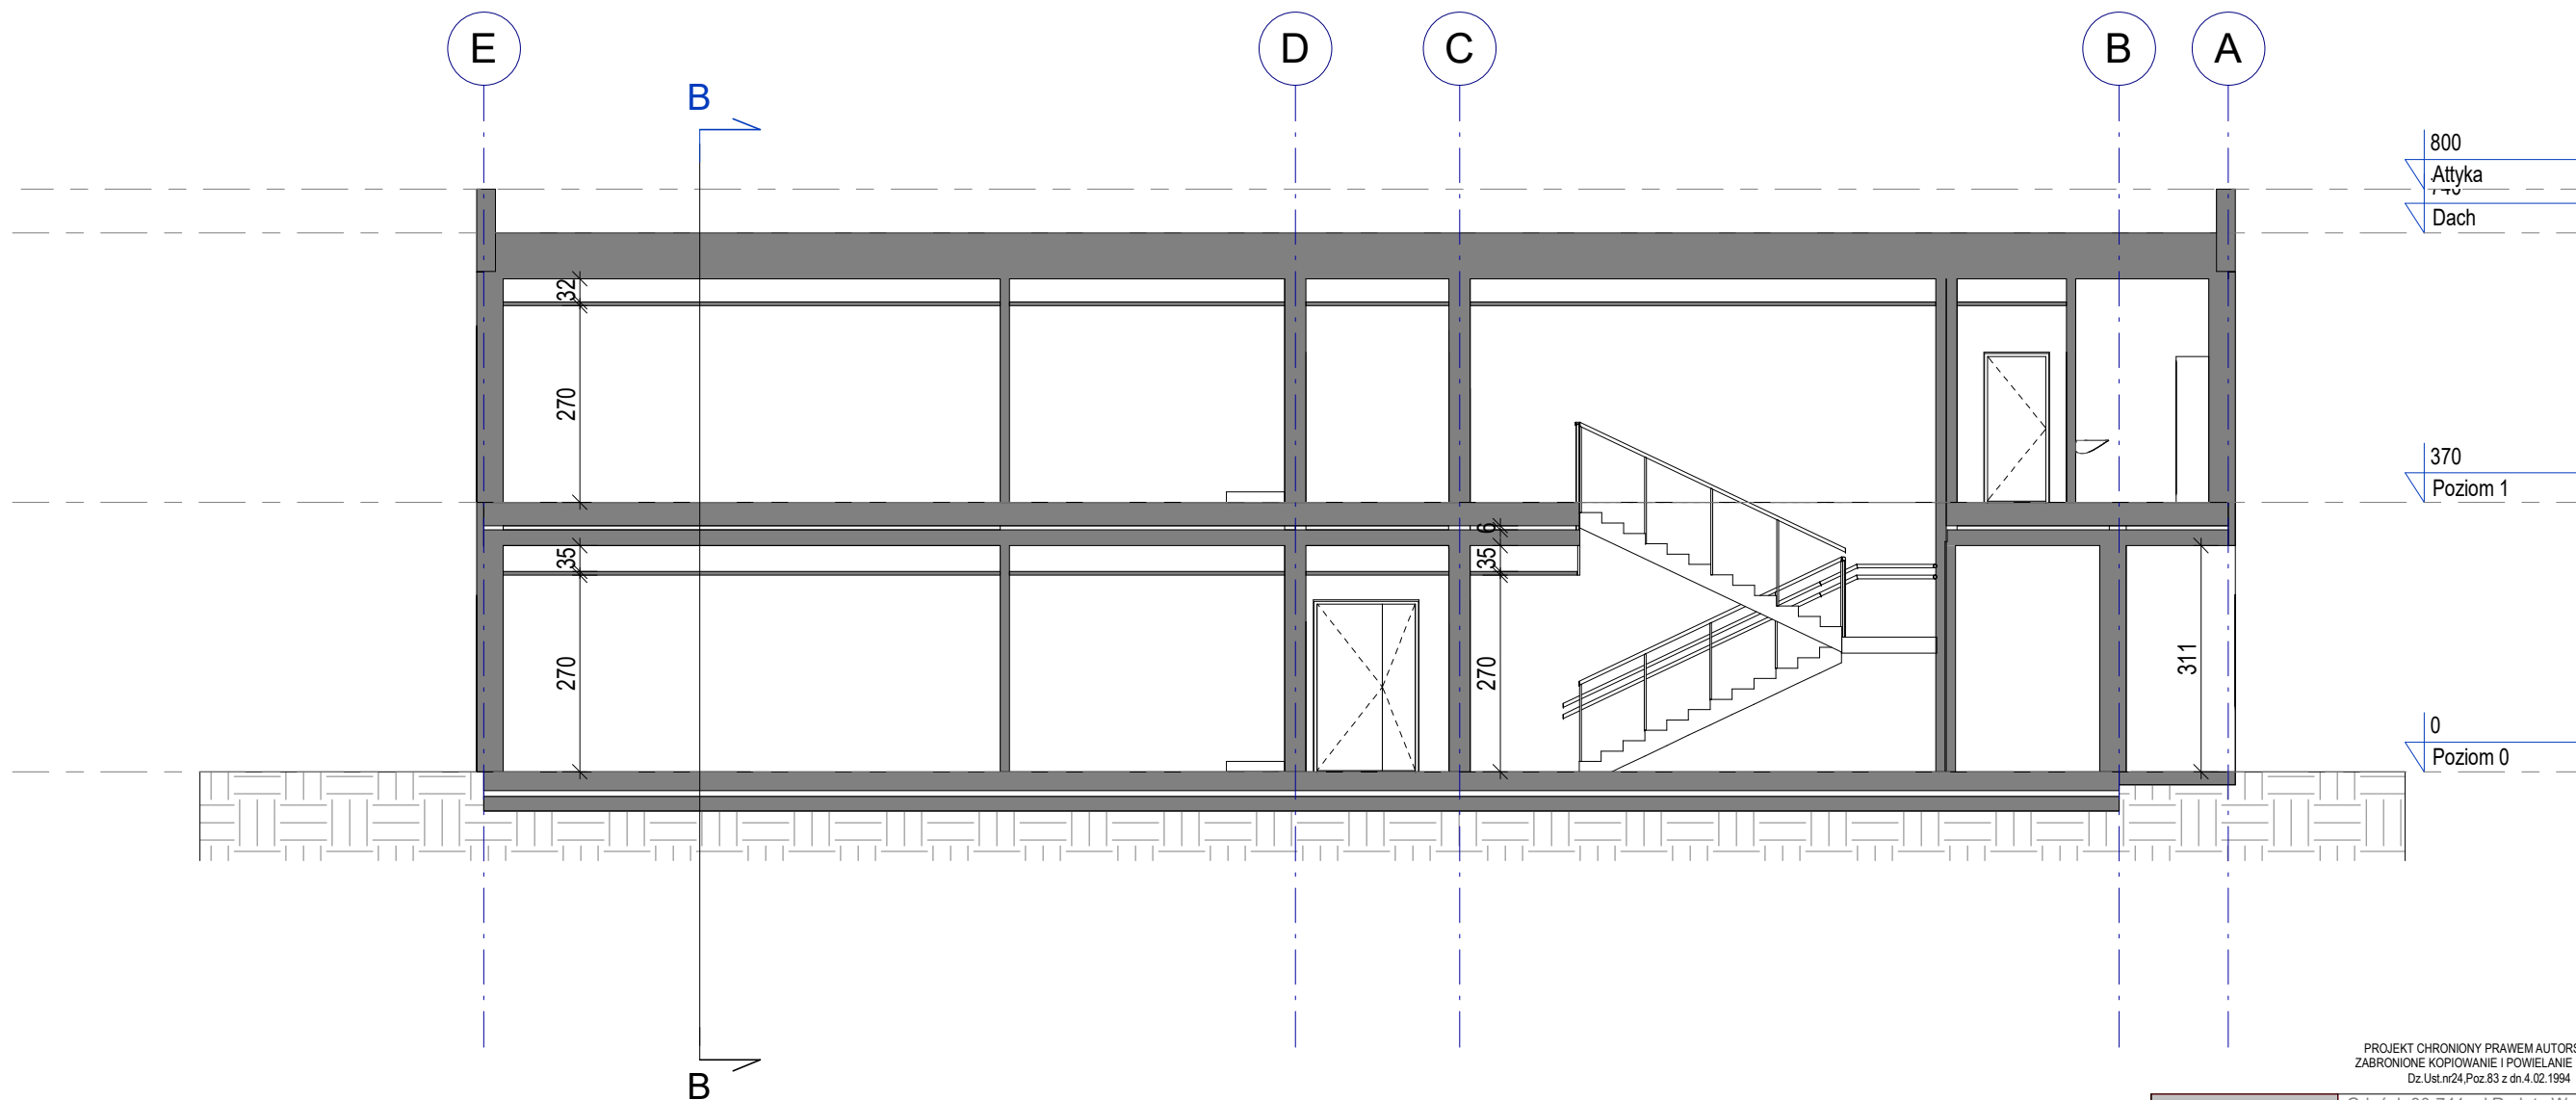 E
D
C
B
A
B
800
Attyka
740
Dach
32
270
370
Poziom 1
6
35
35
270
270
311
0
Poziom 0
B
PROJEKT CHRONIONY PRAWEM
ZABRONIONE KOPIOWANIE I POWIELANIE
Dz.Ust.nr24,Poz.83 z dn.4.02.1994